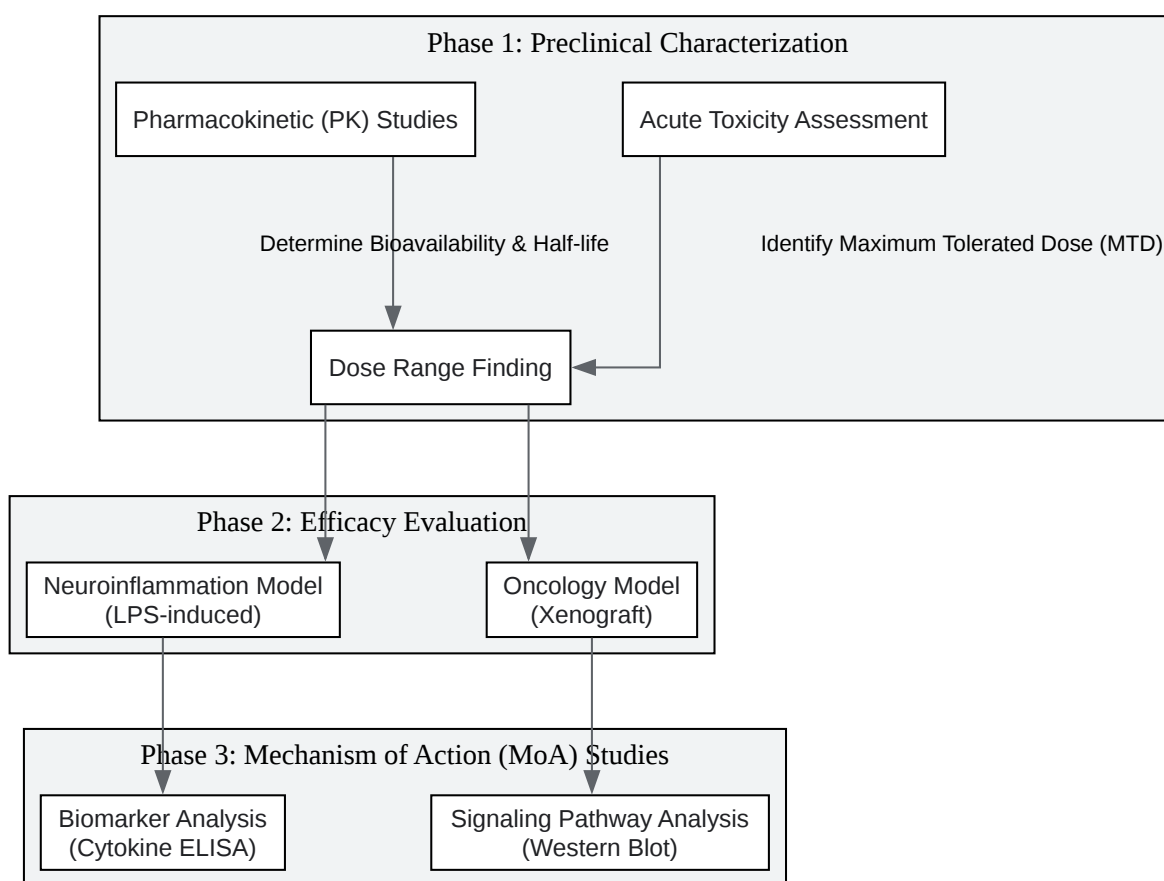 Phase 1: Preclinical Characterization
Pharmacokinetic (PK) Studies
Acute Toxicity Assessment
Determine Bioavailability & Half-life
Identify Maximum Tolerated Dose (MTD)
Dose Range Finding
Phase 2: Efficacy Evaluation
Neuroinflammation Model
(LPS-induced)
Oncology Model
(Xenograft)
Phase 3: Mechanism of Action (MoA) Studies
Biomarker Analysis
(Cytokine ELISA)
Signaling Pathway Analysis
(Western Blot)